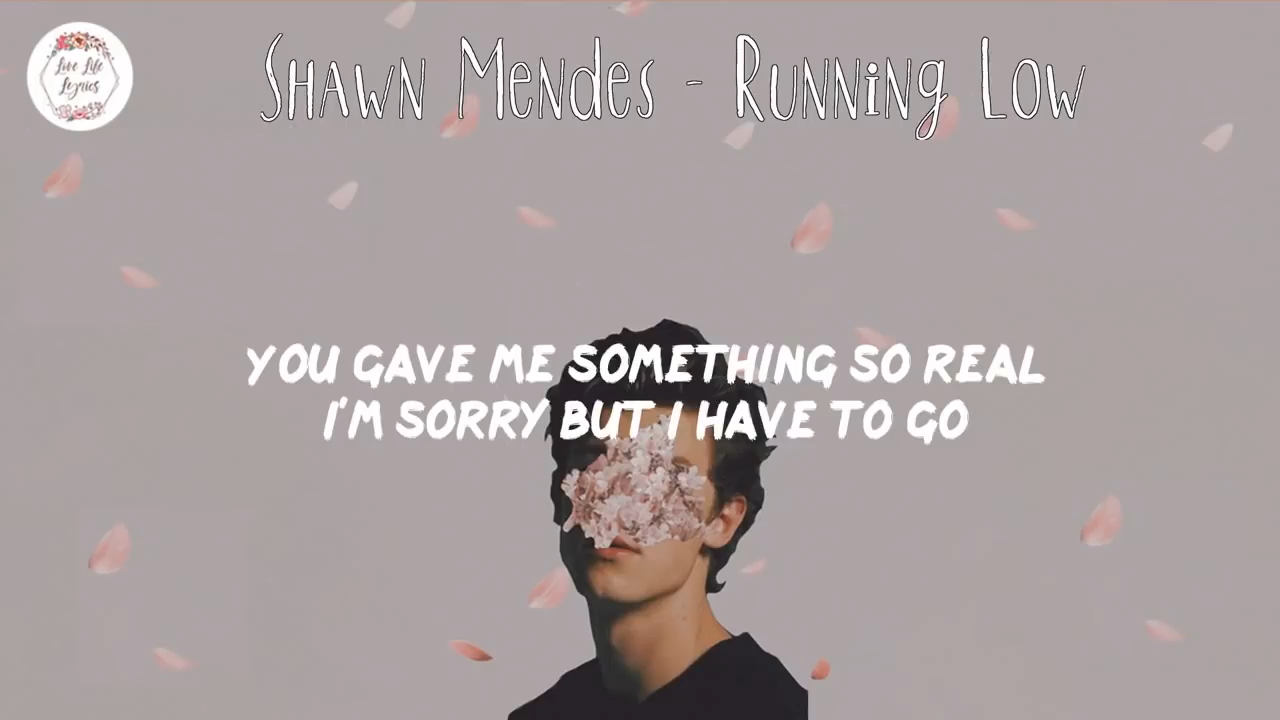 Love Life
Lyrics
Shawn Mendes - Running Low
YOU GAVE ME SOMETHING SO REAL
I'M SORRY BUT I HAVE TO GO